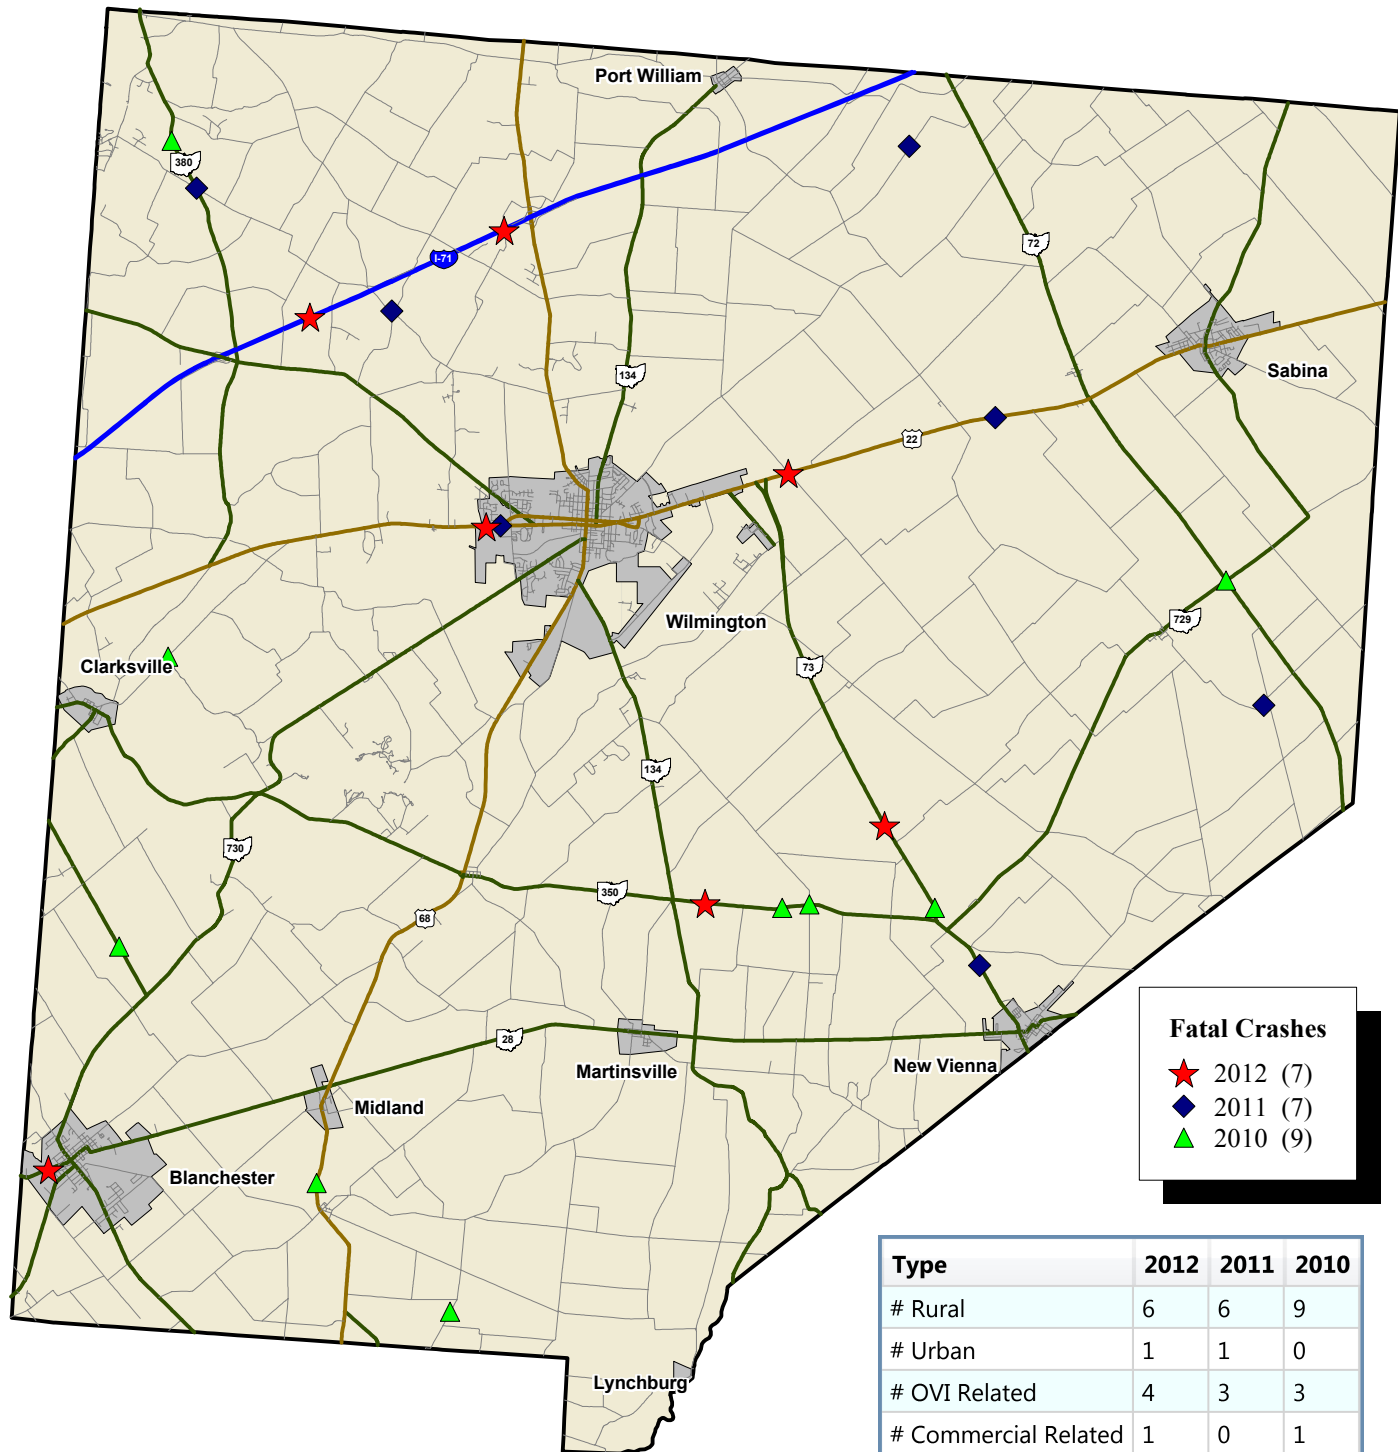 Port William
380
I-71
72
134
Sabina
22
Wilmington
729
Clarksville
73
134
730
350
68
28
Martinsville
New Vienna
Midland
Blanchester
Lynchburg
Fatal Crashes
2012 (7)
2011 (7)
2010 (9)
Type 2012 2011 2010
# Rural 6 6 9
# Urban 1 1 0
# OVI Related 4 3 3
# Commercial Related 1 0 1